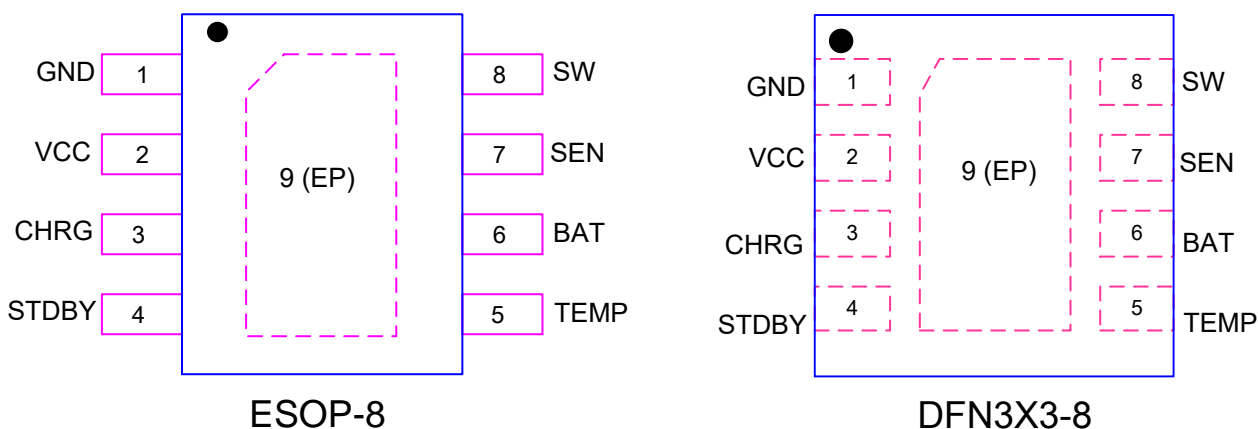 GND 1 8 SW
VCC 2 7 SEN
9 (EP)
CHRG 3 6 BAT
STDBY 4 5 TEMP
ESOP-8
GND 1 8 SW
VCC 2 7 SEN
9 (EP)
CHRG 3 6 BAT
STDBY 4 5 TEMP
DFN3X3-8